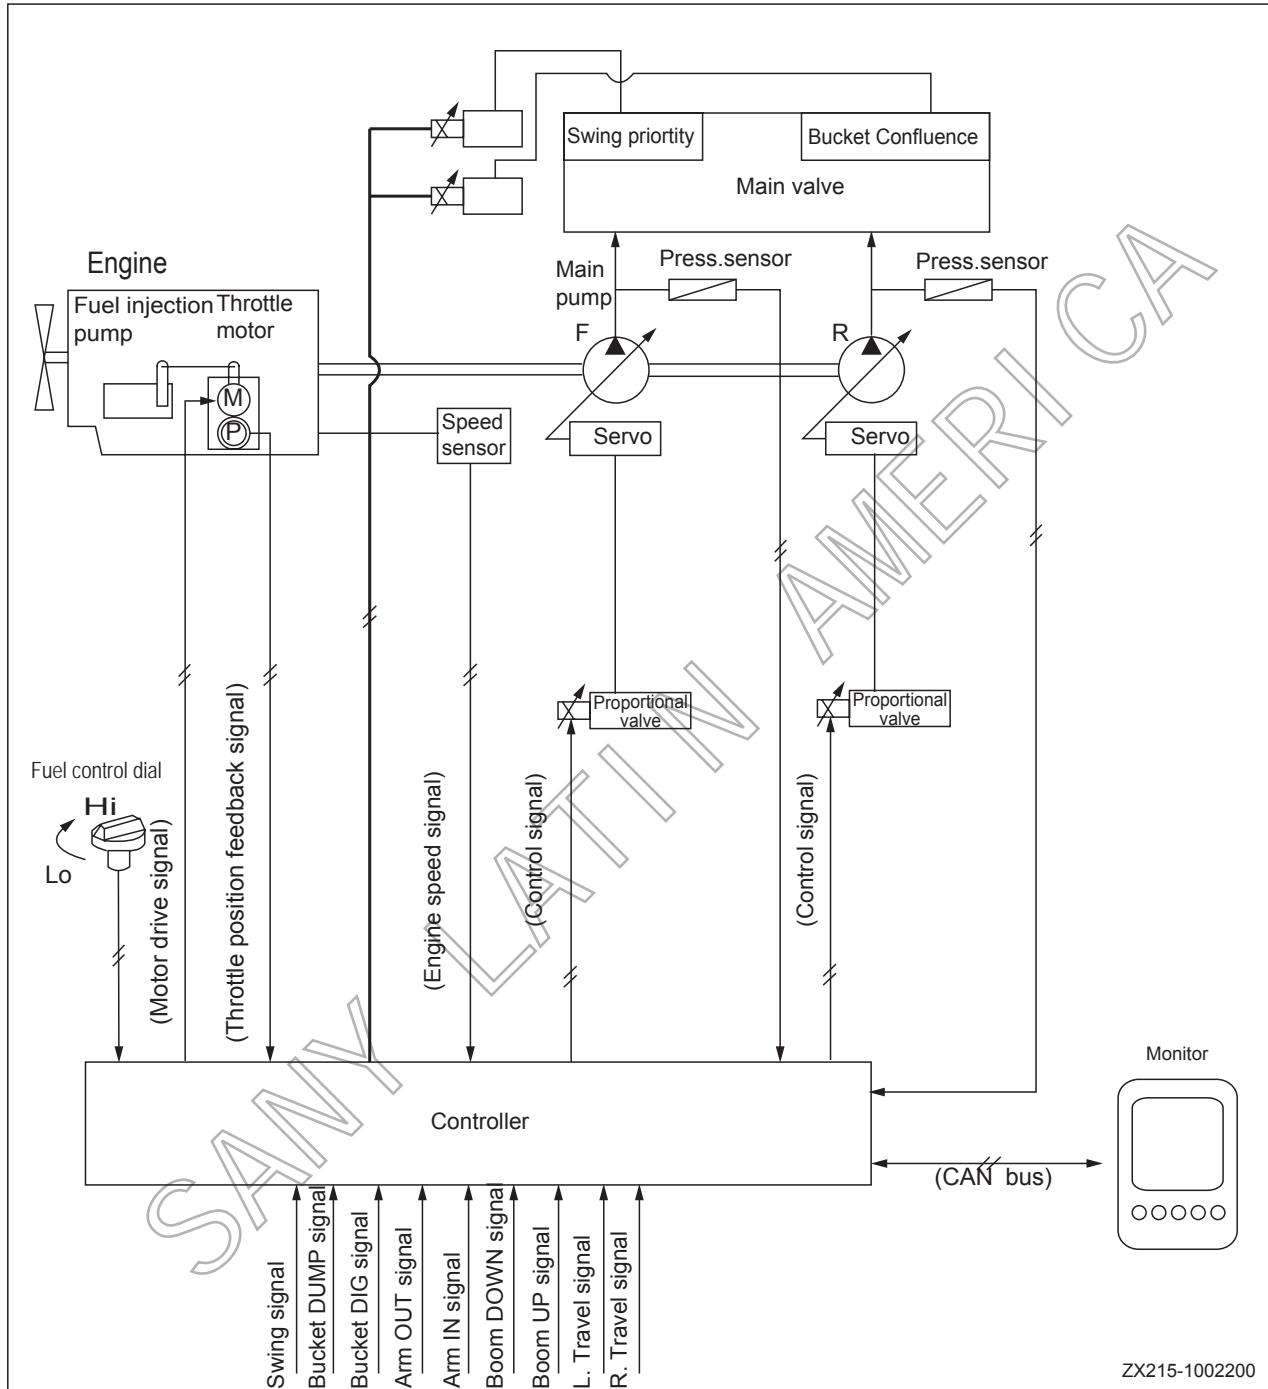 Swing priortity
Bucket Confluence
Main valve
Engine
Fuel injection
pump
Throttle
motor
M
P
Main
pump
F
Press.sensor
R
Press.sensor
Speed
sensor
Servo
Servo
Proportional
valve
Proportional
valve
Fuel control dial
Hi
Lo
(Motor drive signal)
(Throttle position feedback signal)
(Engine speed signal)
(Control signal)
(Control signal)
Controller
Monitor
(CAN bus)
Swing signal
Bucket DUMP signal
Bucket DIG signal
Arm OUT signal
Arm IN signal
Boom DOWN signal
Boom UP signal
L. Travel signal
R. Travel signal
SANY LATIN AMERICA
ZX215-1002200